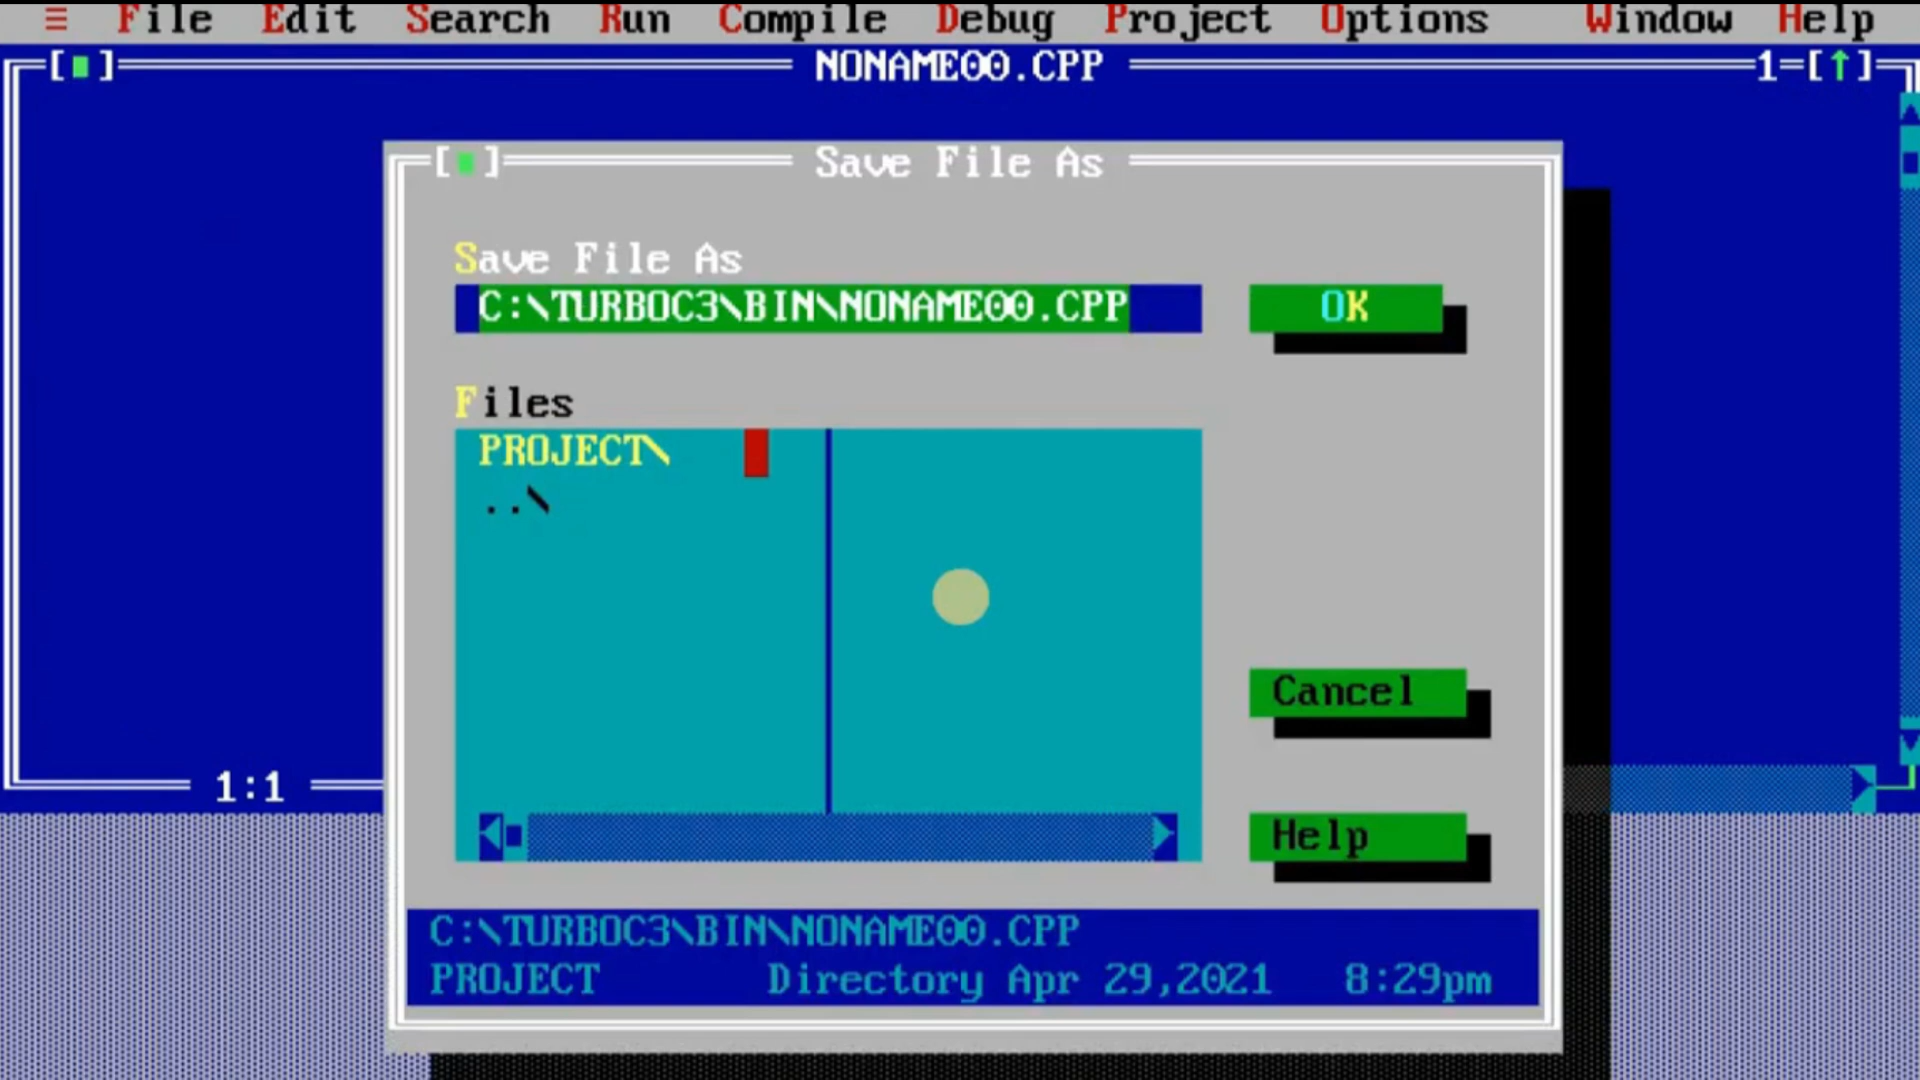 ≡ File Edit Search Run Compile Debug Project Options Window Help
[■] NONAME00.CPP 1=[↑]
[■] Save File As
Save File As
C:\TURBOC3\BIN\NONAME00.CPP OK
Files
PROJECT\
..\
Cancel
1:1
Help
C:\TURBOC3\BIN\NONAME00.CPP
PROJECT Directory Apr 29,2021 8:29pm